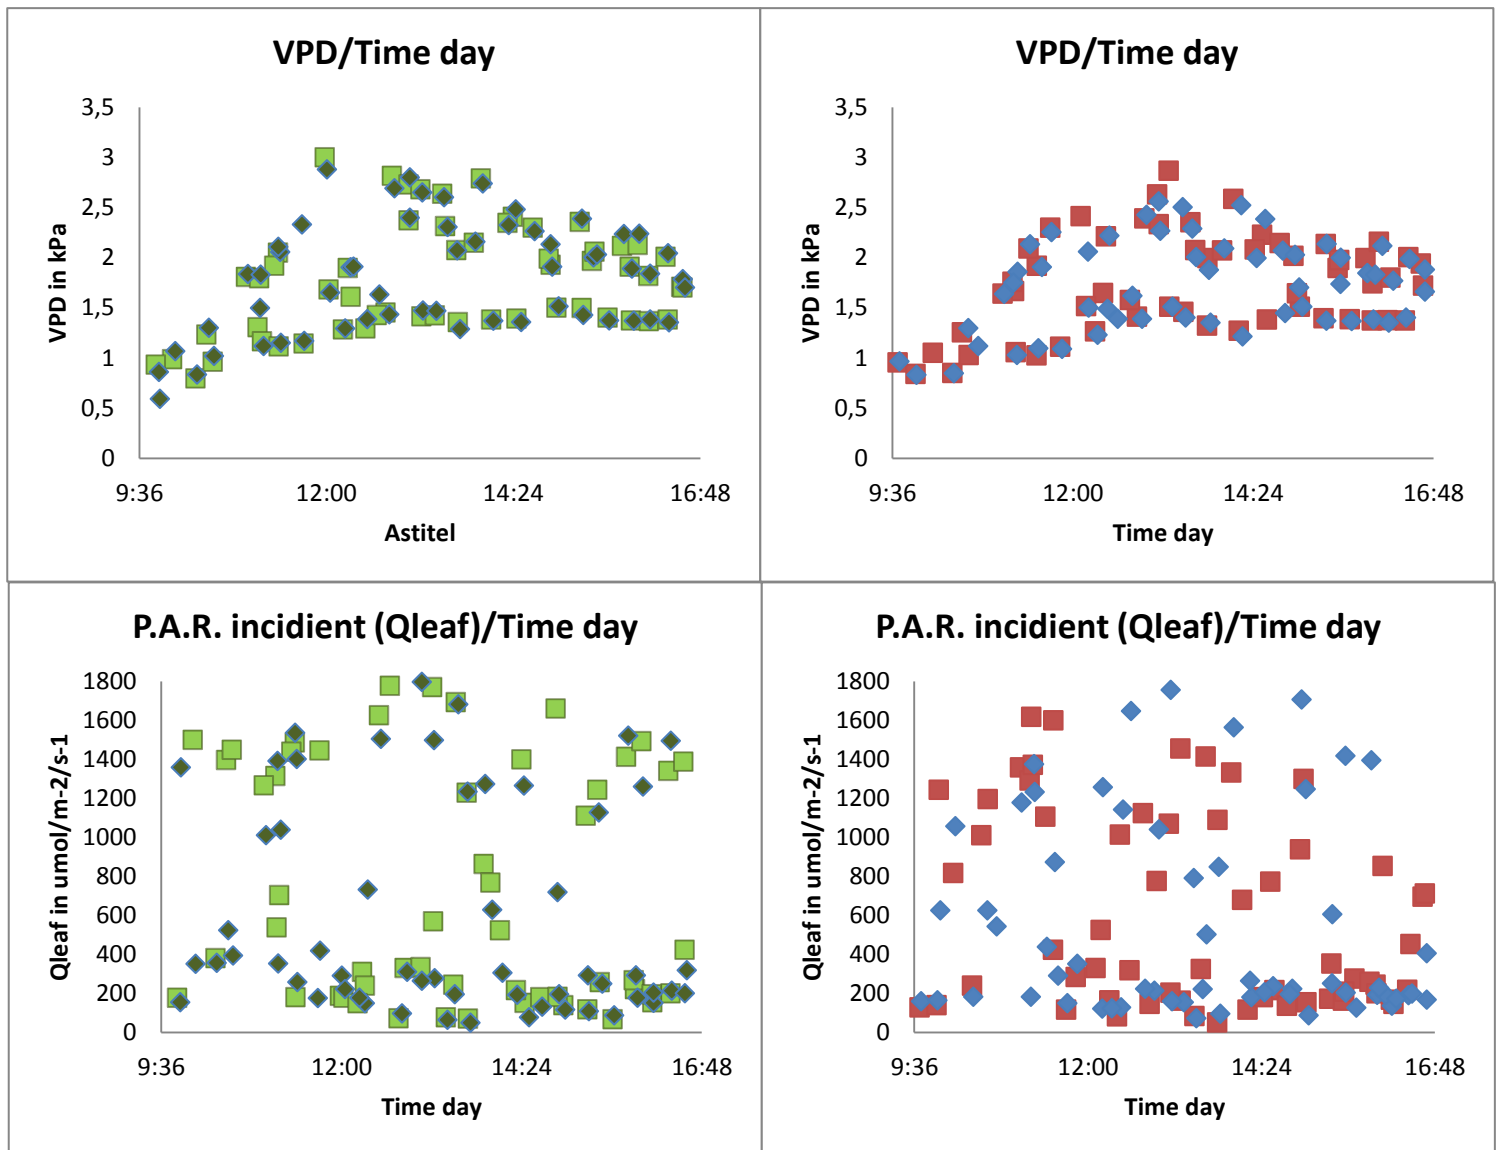 VPD/Time day
3,5
3
2,5
2
1,5
1
0,5
0
VPD in kPa
9:36 12:00 14:24 16:48
Astitel
VPD/Time day
3,5
3
2,5
2
1,5
1
0,5
0
VPD in kPa
9:36 12:00 14:24 16:48
Time day
P.A.R. incidient (Qleaf)/Time day
1800
1600
1400
1200
1000
800
600
400
200
0
Qleaf in umol/m-2/s-1
9:36 12:00 14:24 16:48
Time day
P.A.R. incidient (Qleaf)/Time day
1800
1600
1400
1200
1000
800
600
400
200
0
Qleaf in umol/m-2/s-1
9:36 12:00 14:24 16:48
Time day